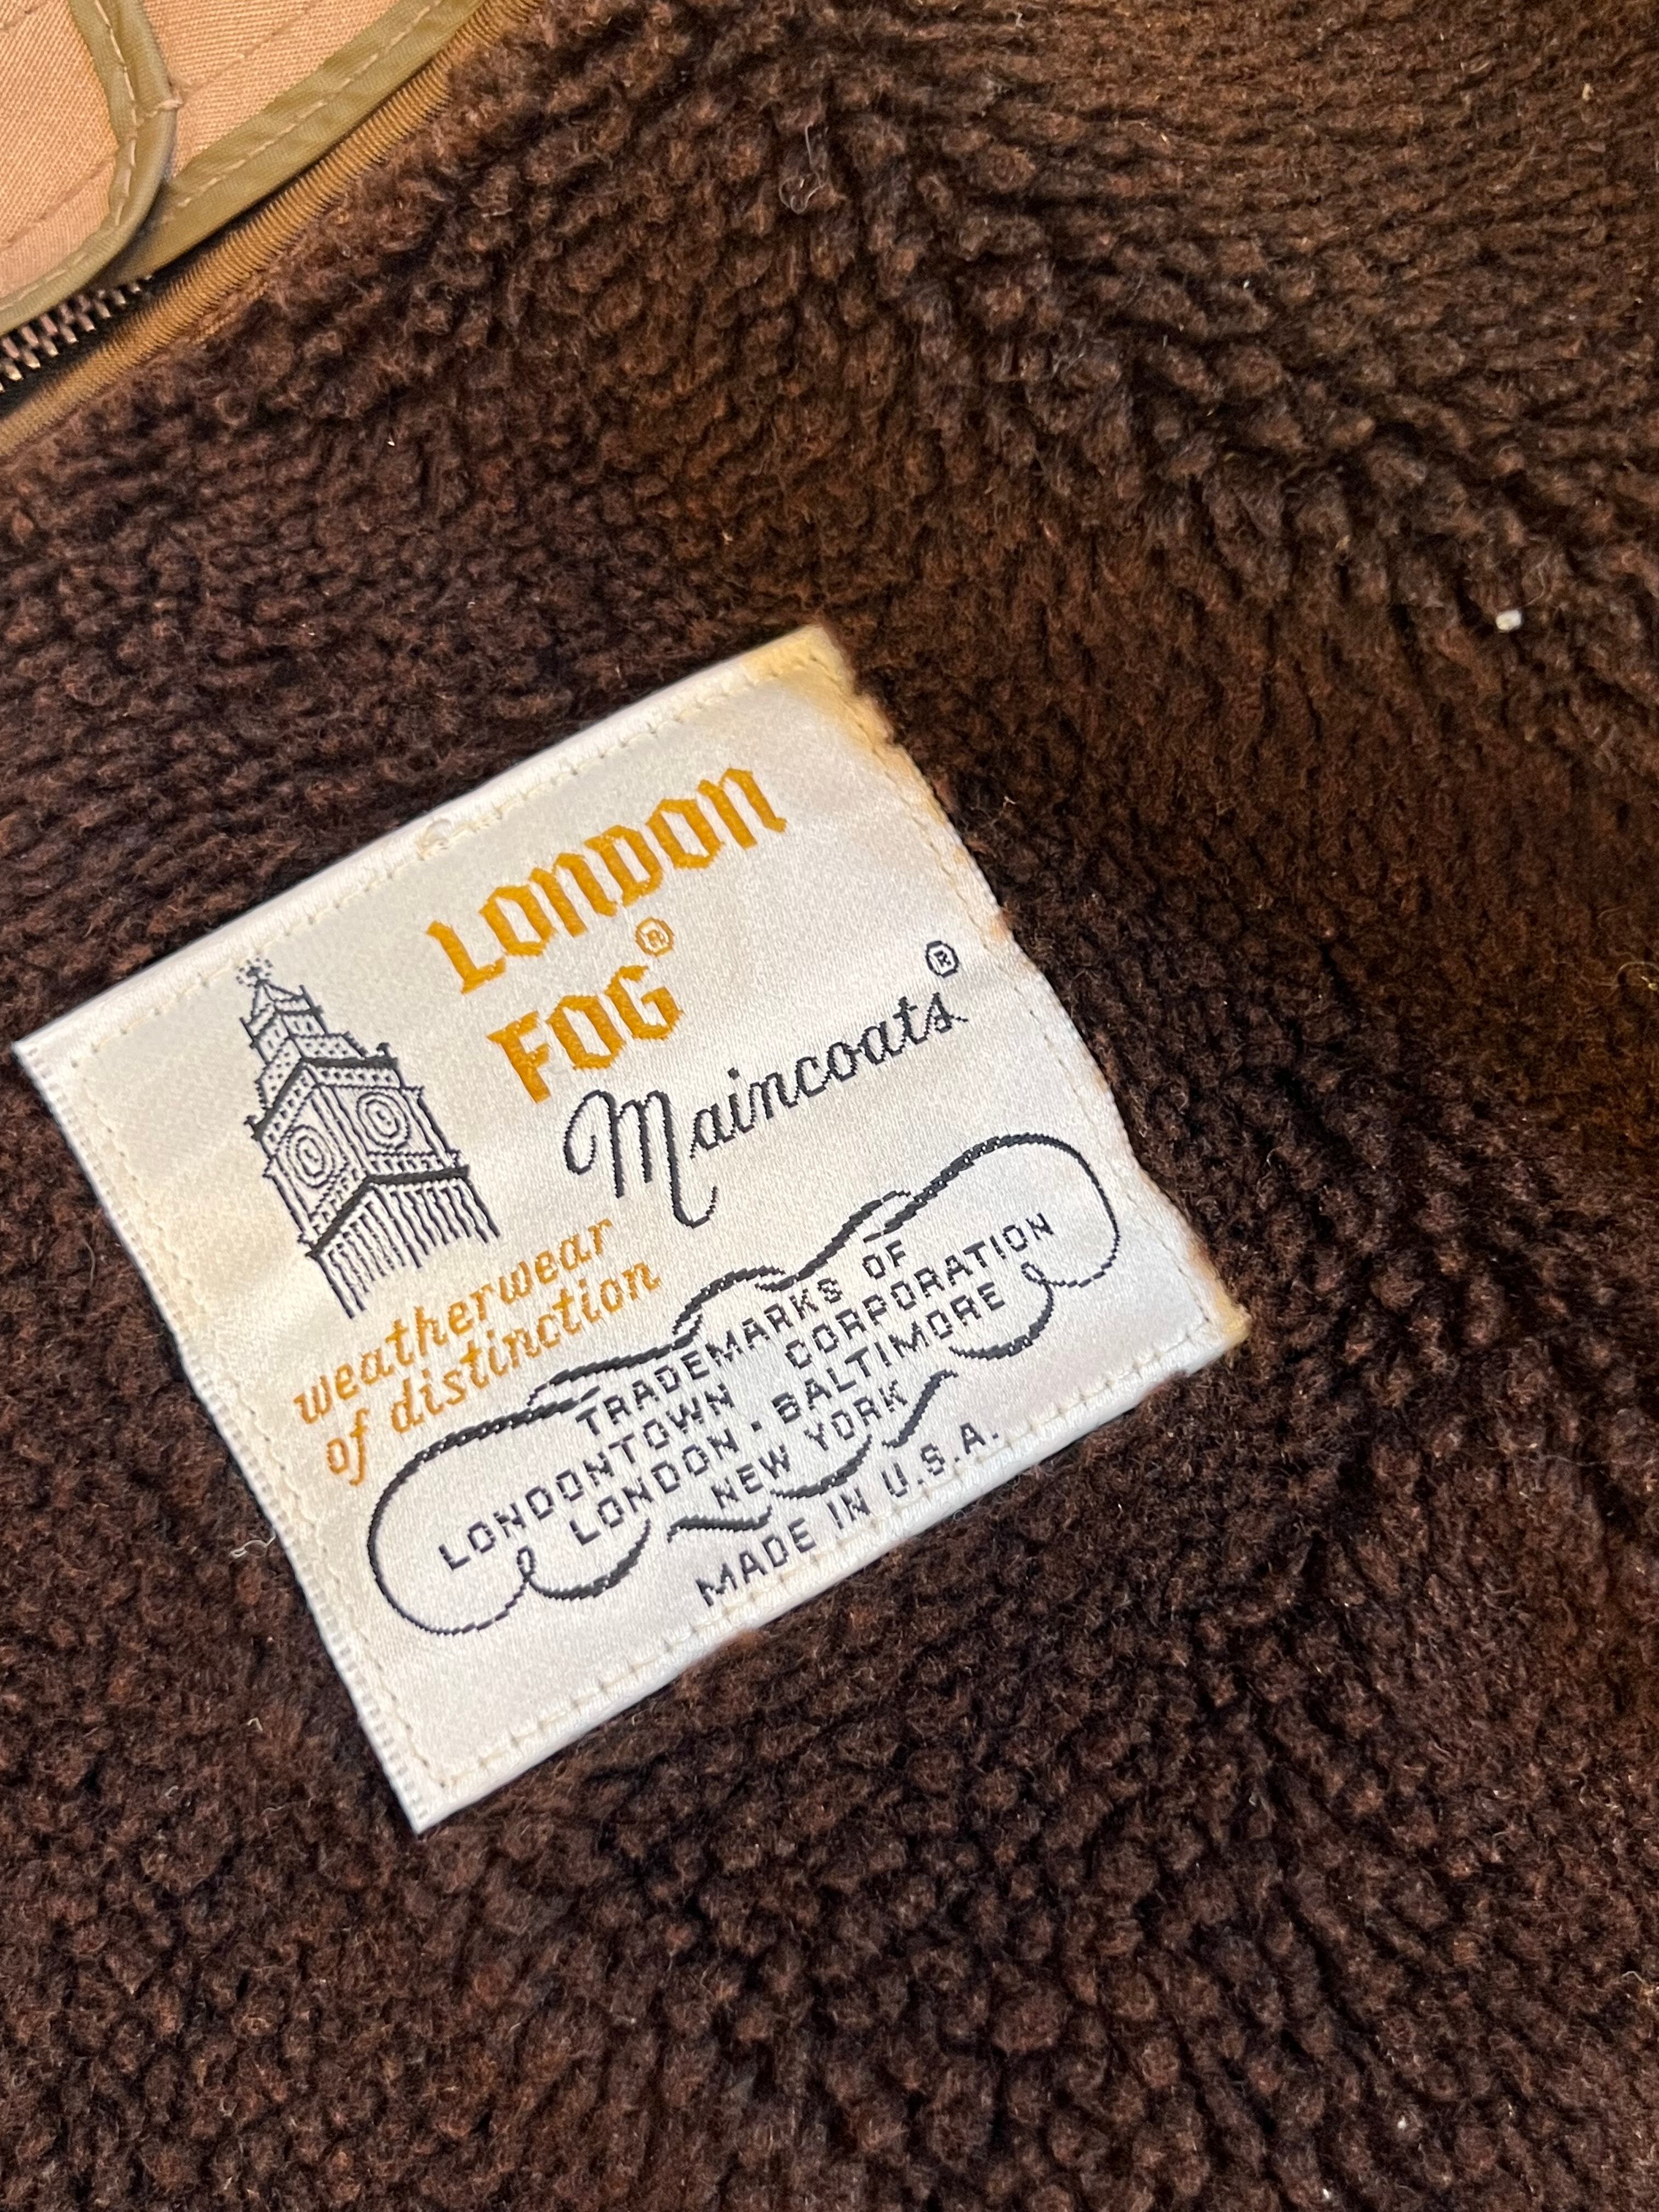 LONDON
FOG®
Maincoats®
weatherwear
of distinction
TRADEMARKS OF
LONDONTOWN CORPORATION
LONDON · BALTIMORE
NEW YORK
MADE IN U.S.A.